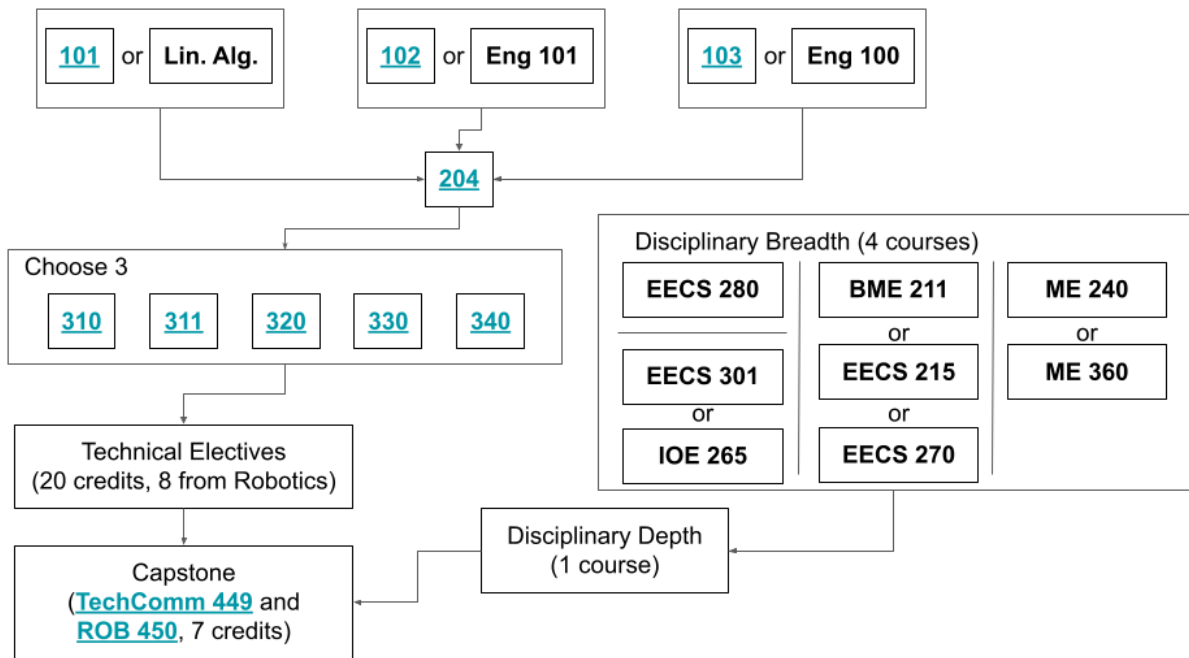 101 or Lin. Alg.
102 or Eng 101
103 or Eng 100
204
Choose 3
310 311 320 330 340
Disciplinary Breadth (4 courses)
EECS 280
EECS 301
or
IOE 265
BME 211
or
EECS 215
or
EECS 270
ME 240
or
ME 360
Technical Electives
(20 credits, 8 from Robotics)
Disciplinary Depth
(1 course)
Capstone
(TechComm 449 and
ROB 450, 7 credits)